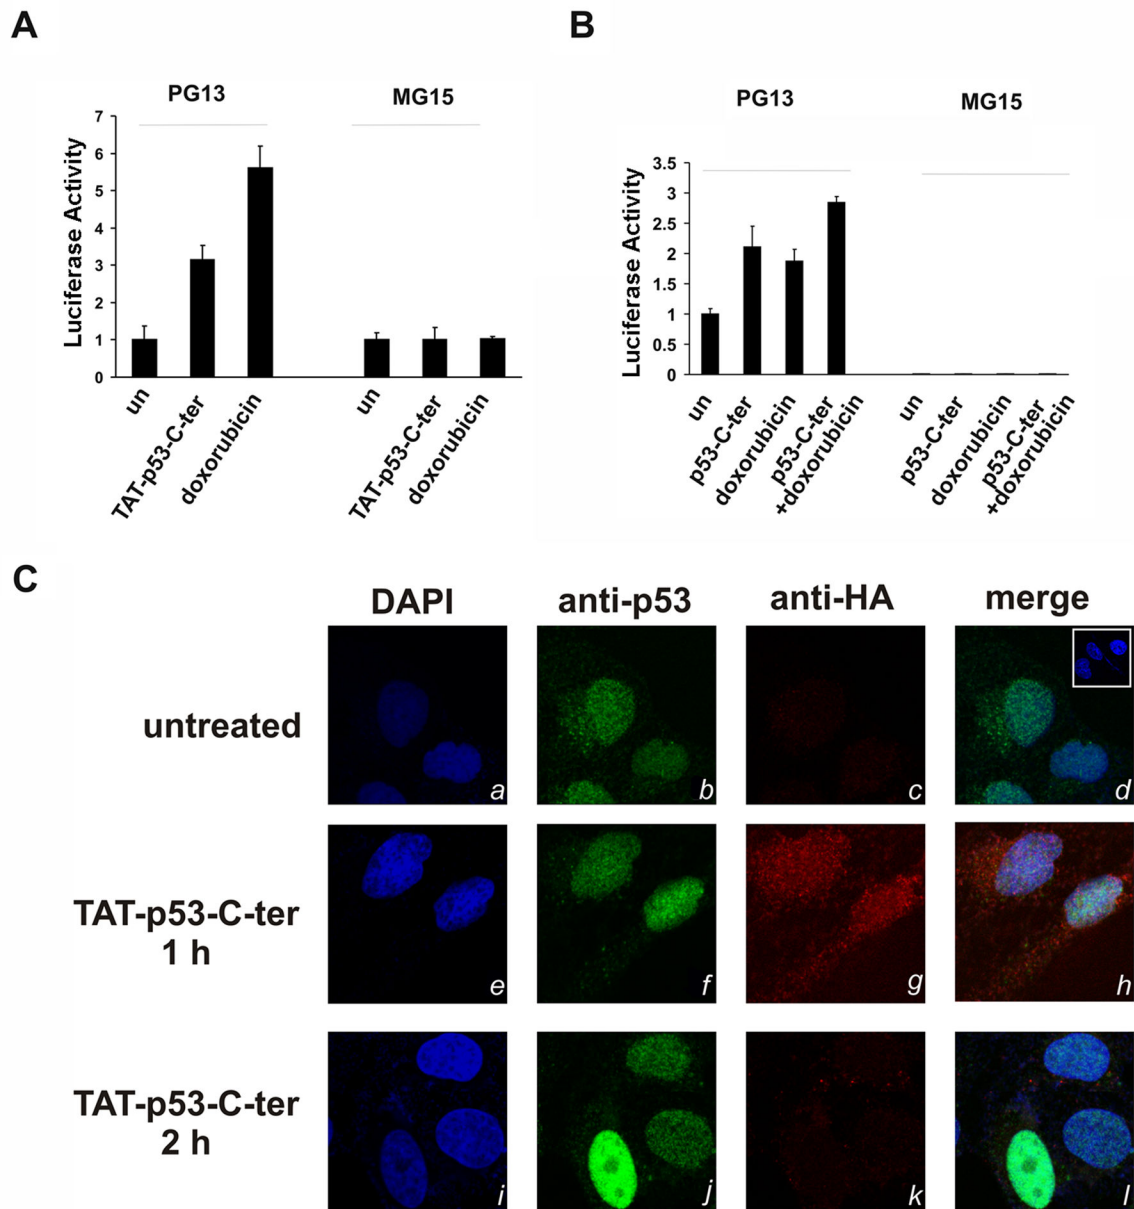 A
PG13
MG15
Luciferase Activity
7
6
5
4
3
2
1
0
un
TAT-p53-C-ter
doxorubicin
un
TAT-p53-C-ter
doxorubicin
B
PG13
MG15
Luciferase Activity
3.5
3
2.5
2
1.5
1
0.5
0
un
p53-C-ter
doxorubicin
p53-C-ter
+doxorubicin
un
p53-C-ter
doxorubicin
p53-C-ter
+doxorubicin
C
DAPI
anti-p53
anti-HA
merge
untreated
a
b
c
d
TAT-p53-C-ter
1 h
e
f
g
h
TAT-p53-C-ter
2 h
i
j
k
l